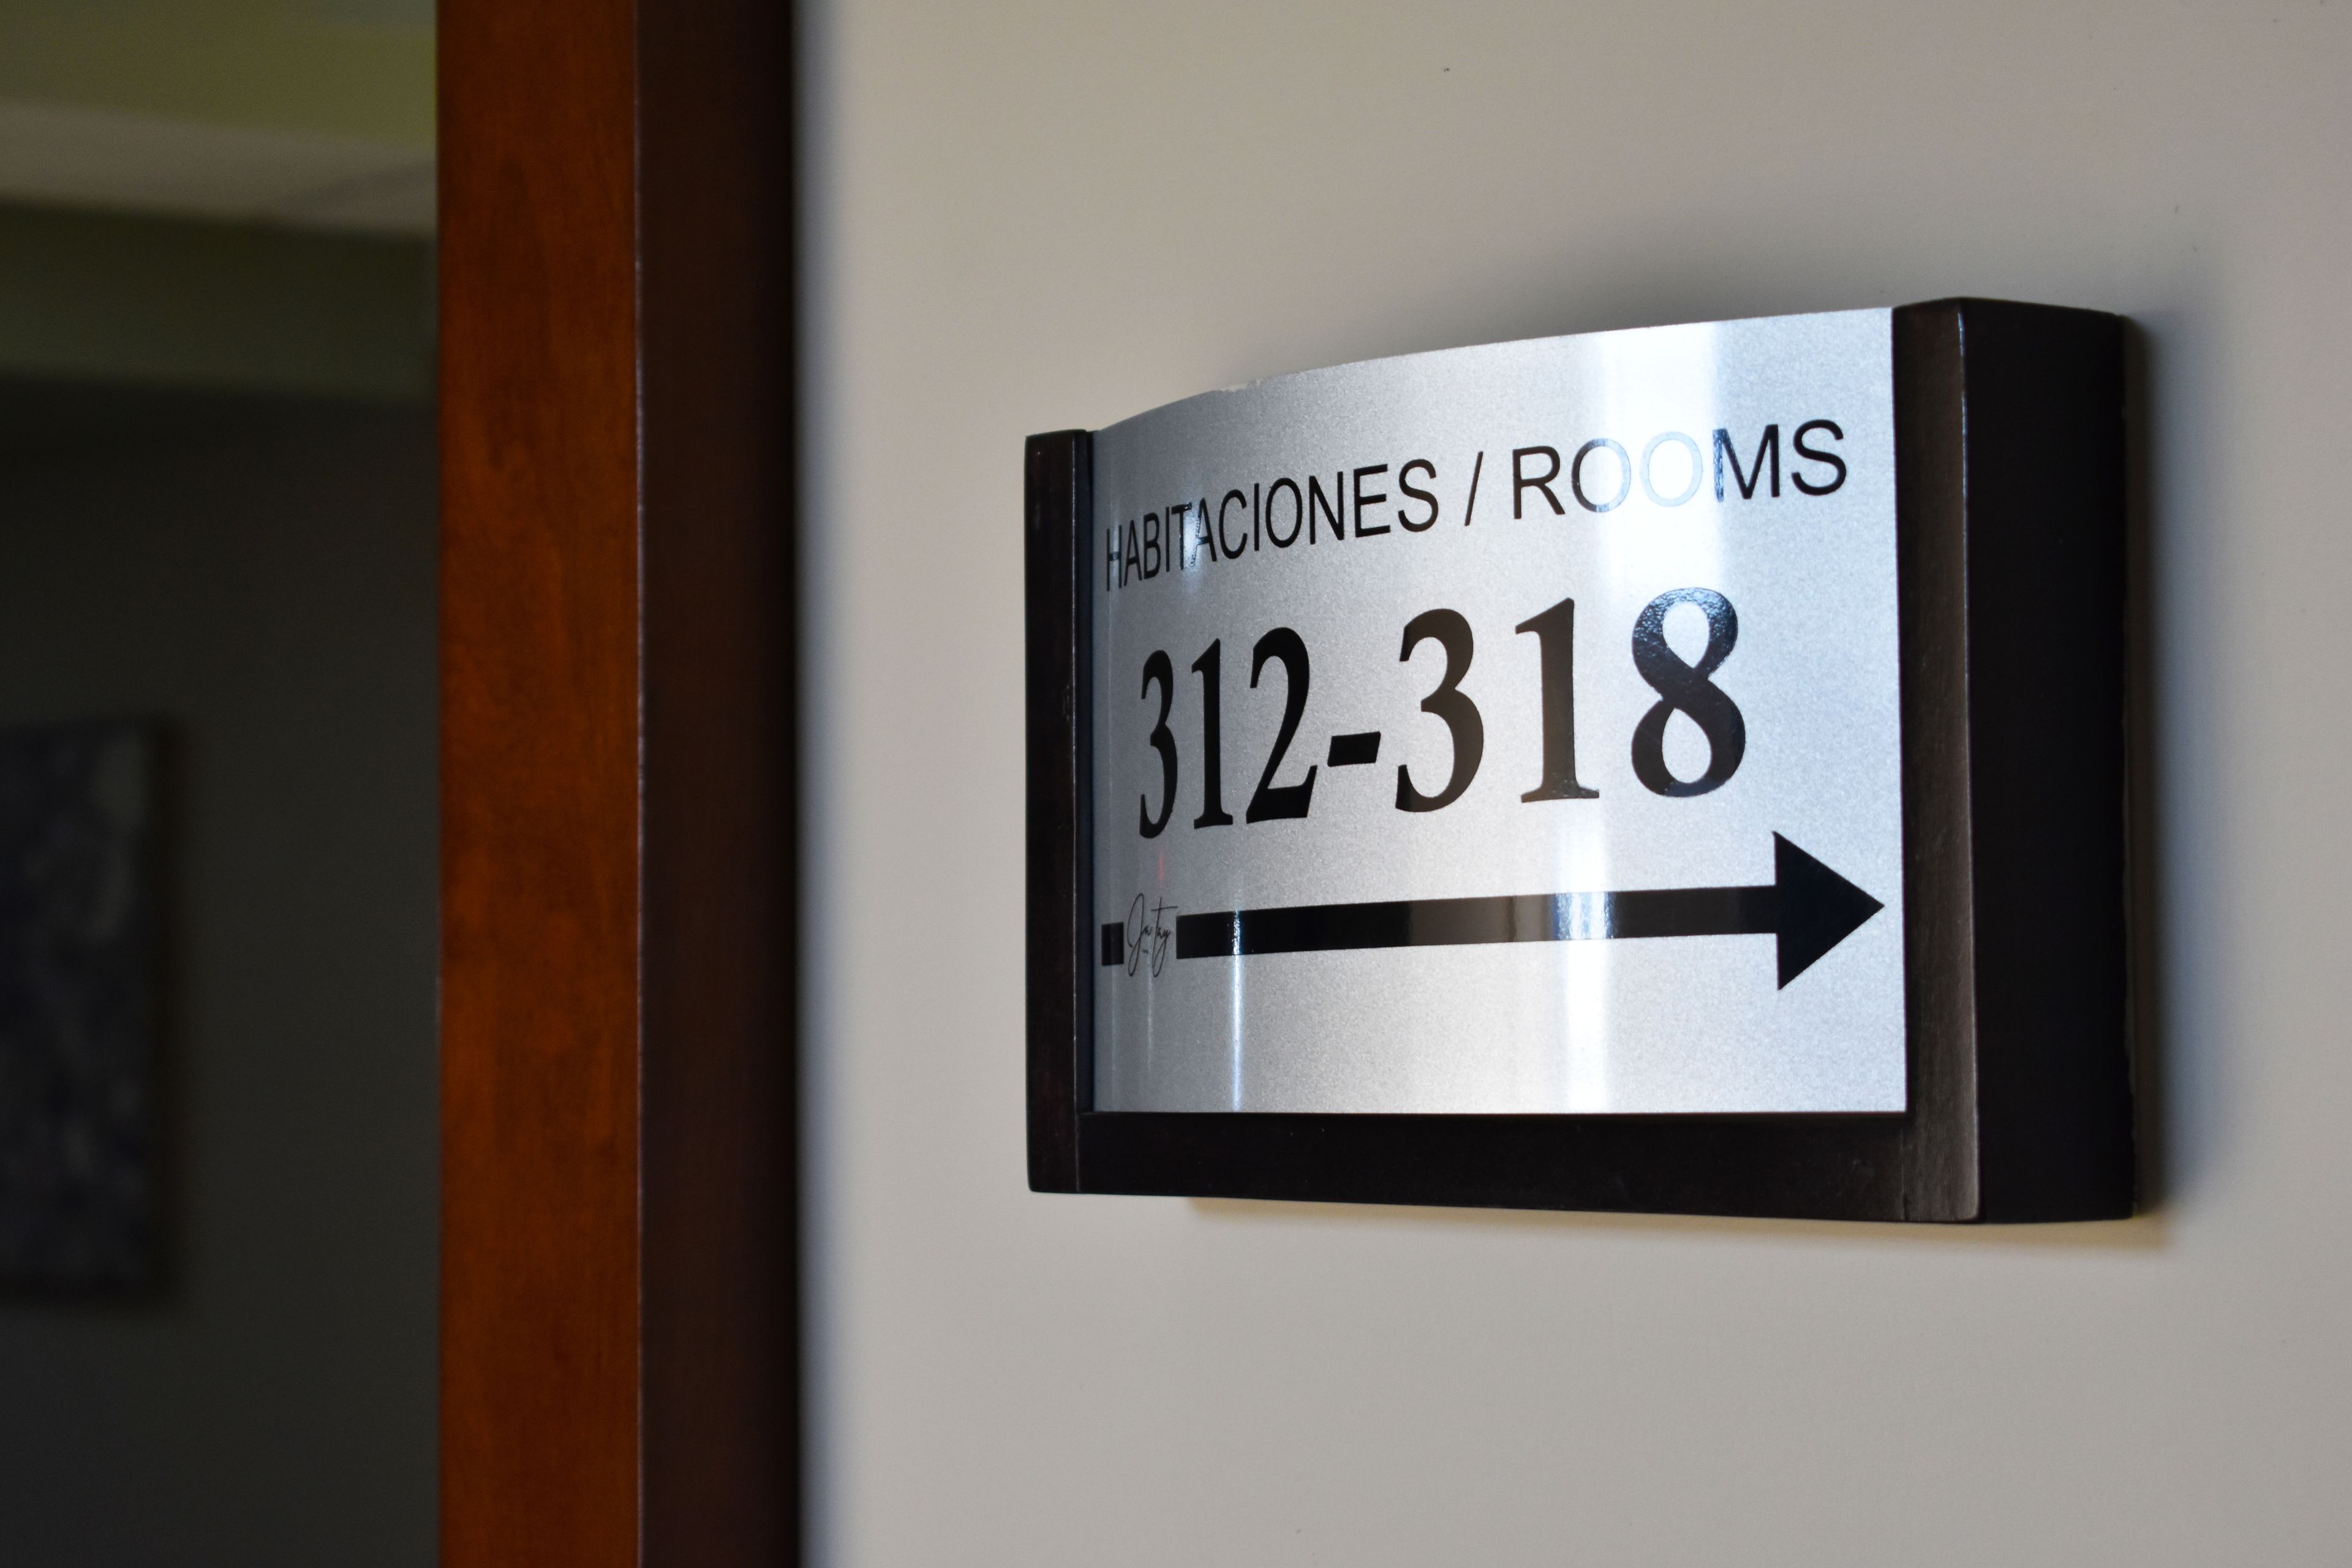 HABITACIONES / ROOMS
312-318